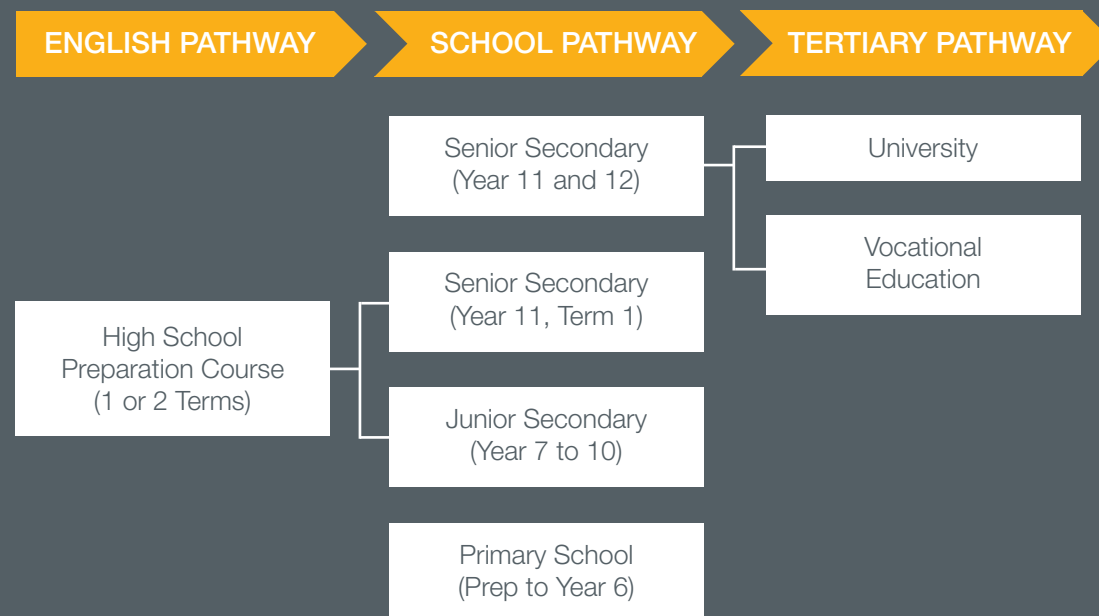 ENGLISH PATHWAY
SCHOOL PATHWAY
TERTIARY PATHWAY
High School
Preparation Course
(1 or 2 Terms)
Senior Secondary
(Year 11 and 12)
Senior Secondary
(Year 11, Term 1)
Junior Secondary
(Year 7 to 10)
Primary School
(Prep to Year 6)
University
Vocational
Education